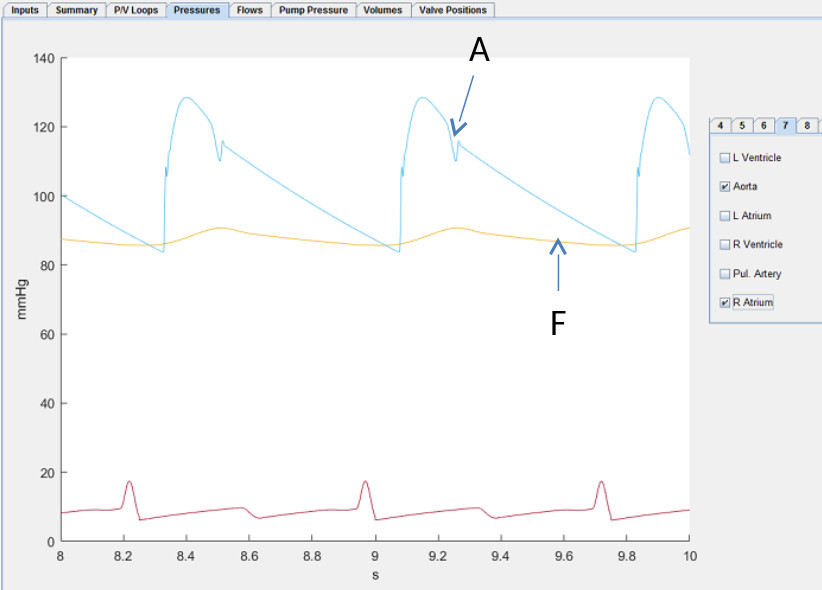 Inputs Summary P/V Loops Pressures Flows Pump Pressure Volumes Valve Positions
A
140
120
100
80
60
40
20
0
mmHg
F
8 8.2 8.4 8.6 8.8 9 9.2 9.4 9.6 9.8 10
s
4 5 6 7 8
L Ventricle
Aorta
L Atrium
R Ventricle
Pul. Artery
R Atrium